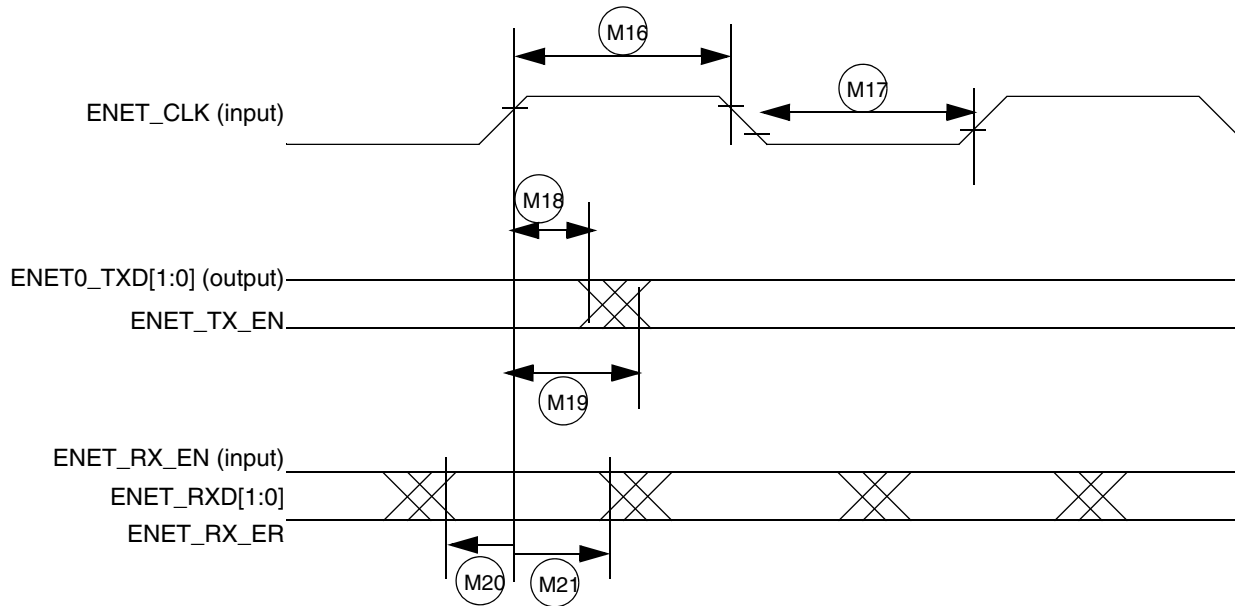 M16
M17
ENET_CLK (input)
M18
ENET0_TXD[1:0] (output)
ENET_TX_EN
M19
ENET_RX_EN (input)
ENET_RXD[1:0]
ENET_RX_ER
M20
M21